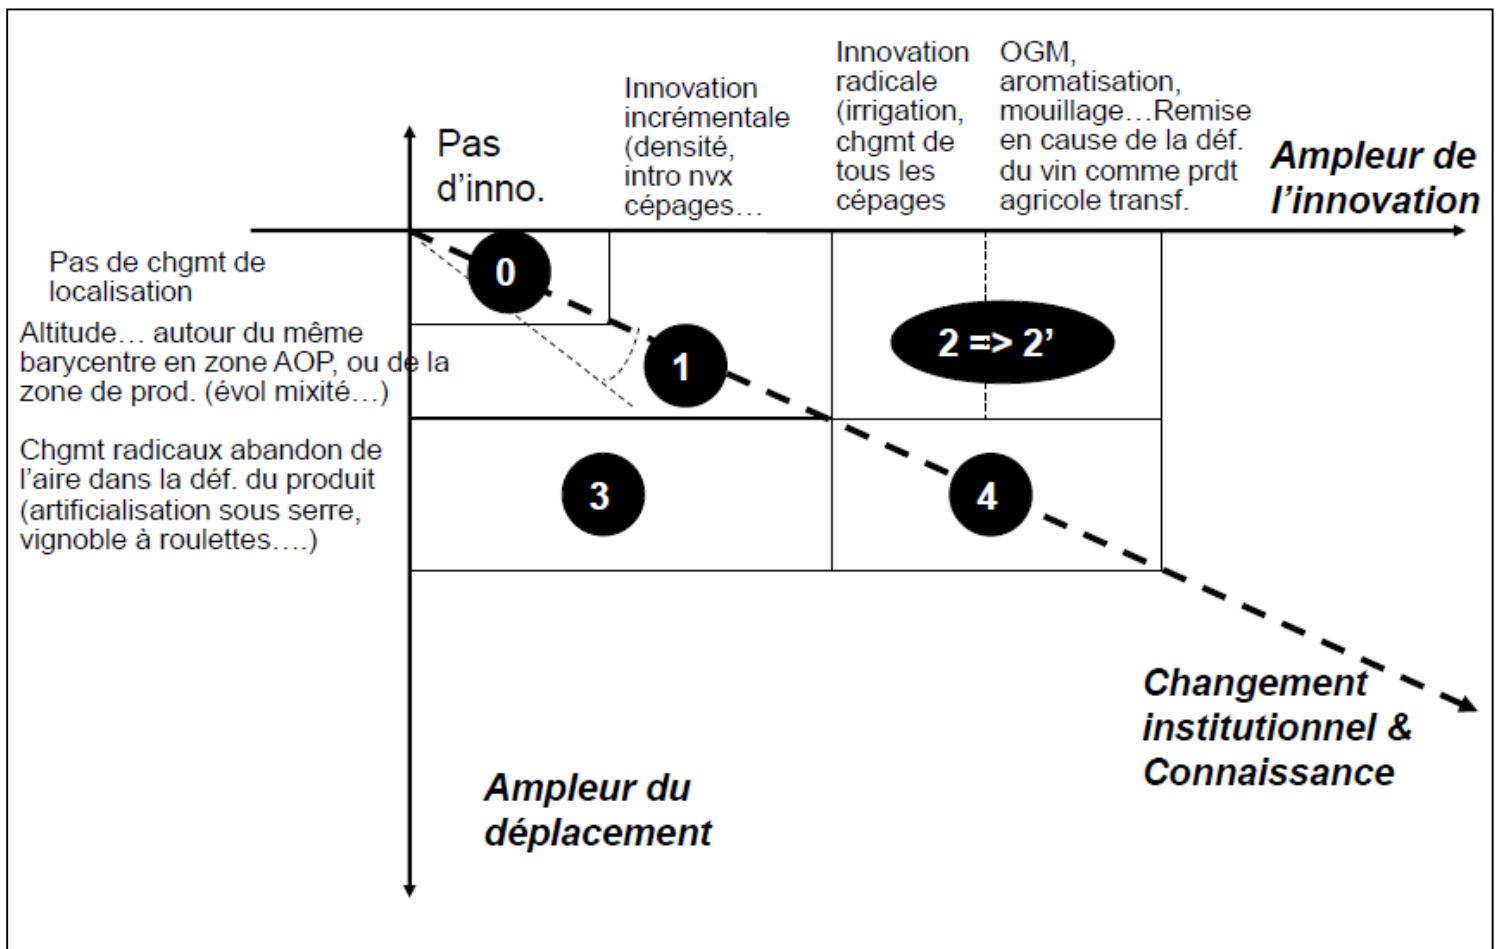 Pas
d’inno.
Innovation
incrémentale
(densité,
intro nvx
cépages…
Innovation
radicale
(irrigation,
chgmt de
tous les
cépages
OGM,
aromatisation,
mouillage…Remise
en cause de la déf.
du vin comme prdt
agricole transf.
Ampleur de
l’innovation
Pas de chgmt de
localisation
Altitude… autour du même
barycentre en zone AOP, ou de la
zone de prod. (évol mixité…)
Chgmt radicaux abandon de
l’aire dans la déf. du produit
(artificialisation sous serre,
vignoble à roulettes….)
0
1
2 => 2’
3
4
Changement
institutionnel &
Connaissance
Ampleur du
déplacement